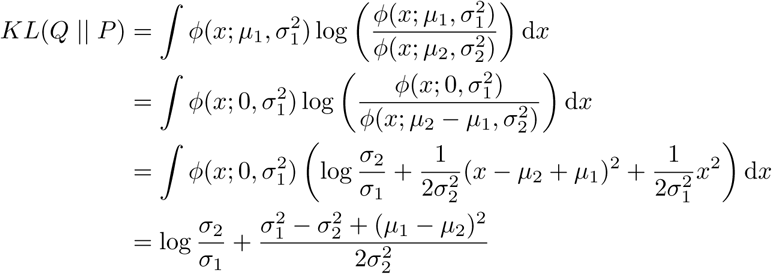 KL(Q || P) = ∫ ϕ(x; μ₁, σ₁²) log ( ϕ(x; μ₁, σ₁²) / ϕ(x; μ₂, σ₂²) ) dx
= ∫ ϕ(x; 0, σ₁²) log ( ϕ(x; 0, σ₁²) / ϕ(x; μ₂ − μ₁, σ₂²) ) dx
= ∫ ϕ(x; 0, σ₁²) ( log σ₂/σ₁ + 1/(2σ₂²) (x − μ₂ + μ₁)² + 1/(2σ₁²) x² ) dx
= log σ₂/σ₁ + (σ₁² − σ₂² + (μ₁ − μ₂)²) / (2σ₂²)